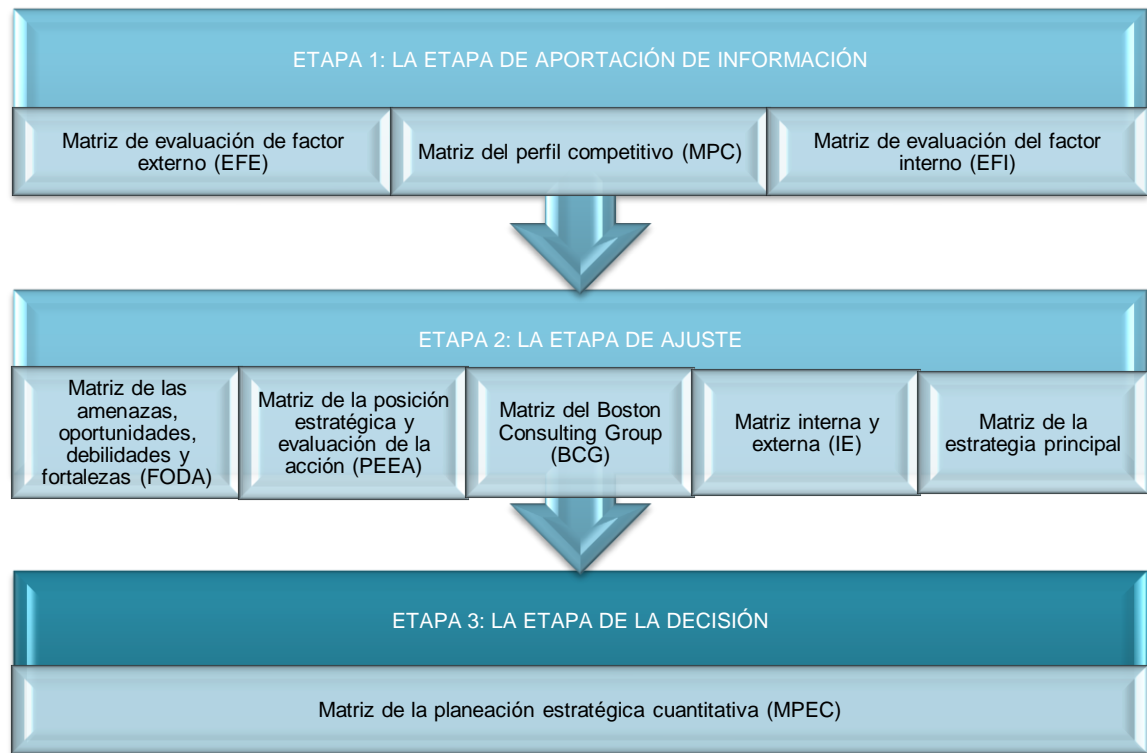 ETAPA 1: LA ETAPA DE APORTACIÓN DE INFORMACIÓN
Matriz de evaluación de factor
externo (EFE)
Matriz del perfil competitivo (MPC)
Matriz de evaluación del factor
interno (EFI)
ETAPA 2: LA ETAPA DE AJUSTE
Matriz de las
amenazas,
oportunidades,
debilidades y
fortalezas (FODA)
Matriz de la posición
estratégica y
evaluación de la
acción (PEEA)
Matriz del Boston
Consulting Group
(BCG)
Matriz interna y
externa (IE)
Matriz de la
estrategia principal
ETAPA 3: LA ETAPA DE LA DECISIÓN
Matriz de la planeación estratégica cuantitativa (MPEC)